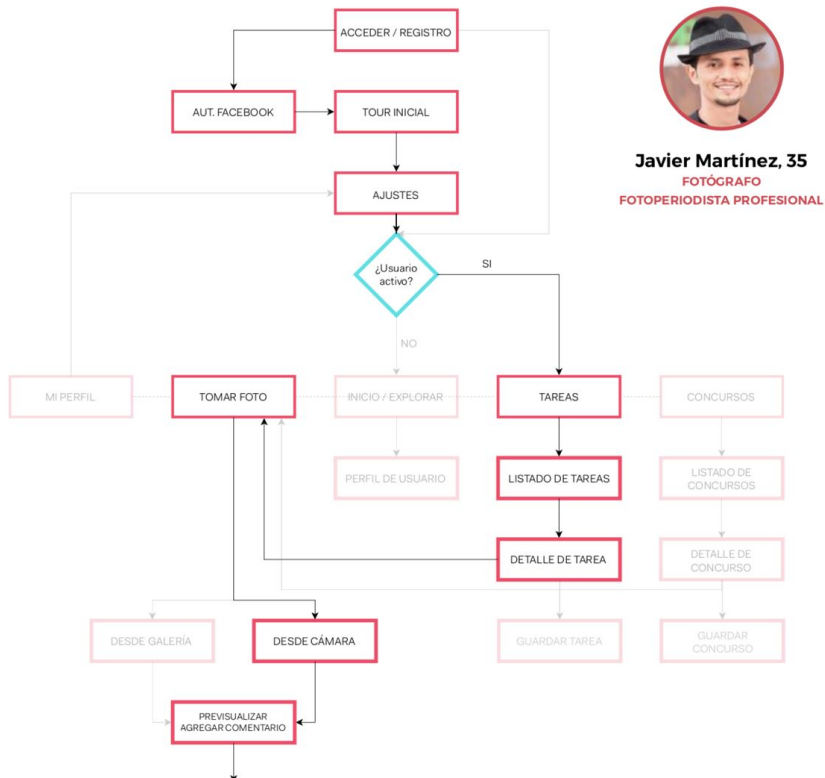 ACCEDER / REGISTRO
AUT. FACEBOOK
TOUR INICIAL
Javier Martínez, 35
FOTÓGRAFO
FOTOPERIODISTA PROFESIONAL
AJUSTES
¿Usuario
activo?
SI
NO
MI PERFIL
TOMAR FOTO
INICIO / EXPLORAR
TAREAS
CONCURSOS
PERFIL DE USUARIO
LISTADO DE TAREAS
LISTADO DE
CONCURSOS
DETALLE DE TAREA
DETALLE DE
CONCURSO
DESDE GALERÍA
DESDE CÁMARA
GUARDAR TAREA
GUARDAR
CONCURSO
PREVISUALIZAR
AGREGAR COMENTARIO